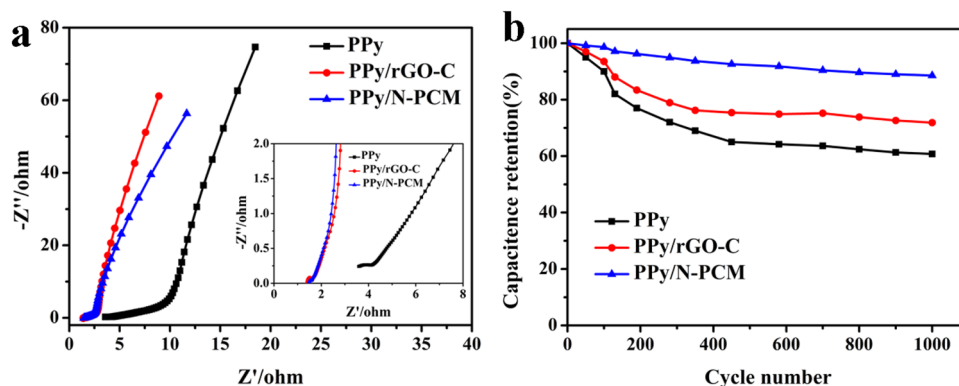 a
80
60
40
20
0
-Z''/ohm
PPy
PPy/rGO-C
PPy/N-PCM
2.0
1.5
1.0
0.5
0.0
-Z''/ohm
PPy
PPy/rGO-C
PPy/N-PCM
0 2 4 6 8
Z'/ohm
0 5 10 15 20 25 30 35 40
Z'/ohm
b
100
80
60
40
20
0
Capacitence retention(%)
PPy
PPy/rGO-C
PPy/N-PCM
0 200 400 600 800 1000
Cycle number